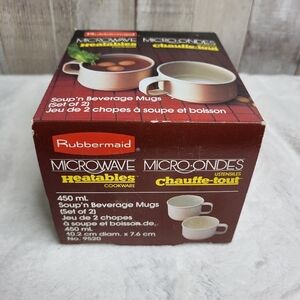 MICROWAVE MICRO-ONDES
Heatables Chauffe-tout
Soup'n Beverage Mugs
(Set of 2)
Jeu de 2 chopes à soupe et boisson
Rubbermaid
MICROWAVE MICRO-ONDES
Heatables USTENSILES
COOKWARE Chauffe-tout
450 mL
Soup'n Beverage Mugs
(Set of 2)
Jeu de 2 chopes
à soupe et boisson de
450 mL
10.2 cm diam. x 7.6 cm
No. 9520